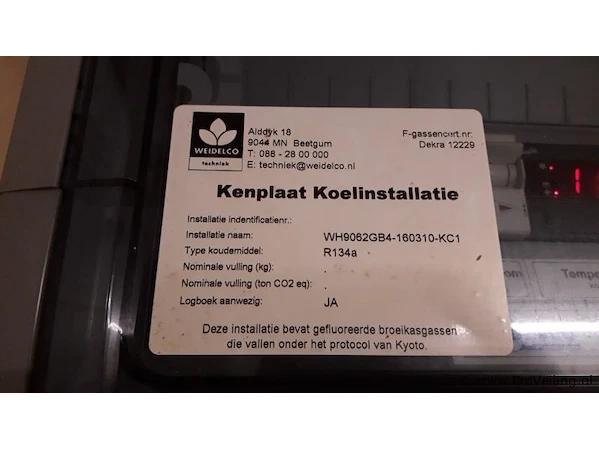 WEIDELCO
techniek
Alddyk 18
9044 MN Beetgum
T: 088 - 28 00 000
E: techniek@weidelco.nl
F-gassencert.nr:
Dekra 12229
Kenplaat Koelinstallatie
Installatie indentificatienr.:
Installatie naam: WH9062GB4-160310-KC1
Type koudemiddel: R134a
Nominale vulling (kg) :
Nominale vulling (ton CO2 eq) :
Logboek aanwezig: JA
Deze installatie bevat gefluoreerde broeikasgassen
die vallen onder het protocol van Kyoto.